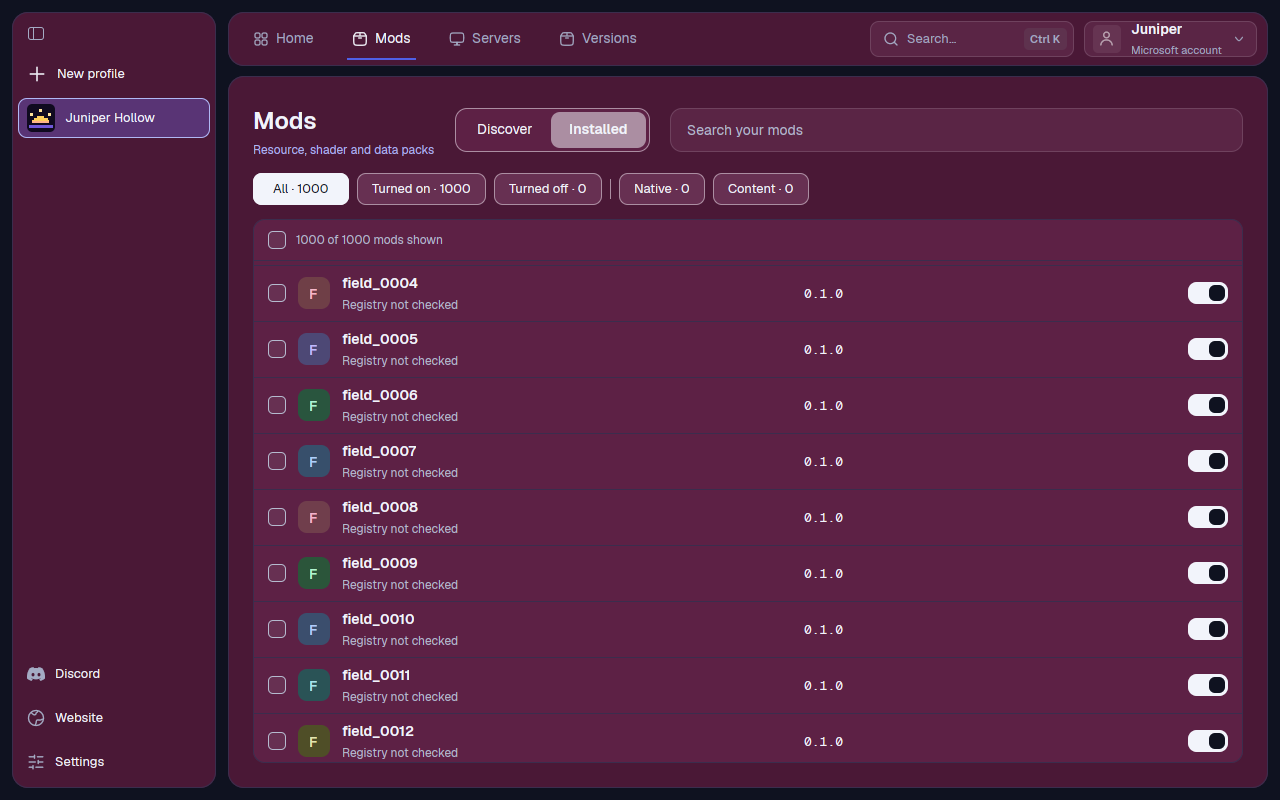 New profile
Juniper Hollow
Discord
Website
Settings
Home
Mods
Servers
Versions
Search...
Ctrl K
Juniper
Microsoft account
Mods
Resource, shader and data packs
Discover
Installed
Search your mods
All · 1000
Turned on · 1000
Turned off · 0
Native · 0
Content · 0
1000 of 1000 mods shown
F
field_0004
Registry not checked
0.1.0
F
field_0005
Registry not checked
0.1.0
F
field_0006
Registry not checked
0.1.0
F
field_0007
Registry not checked
0.1.0
F
field_0008
Registry not checked
0.1.0
F
field_0009
Registry not checked
0.1.0
F
field_0010
Registry not checked
0.1.0
F
field_0011
Registry not checked
0.1.0
F
field_0012
Registry not checked
0.1.0